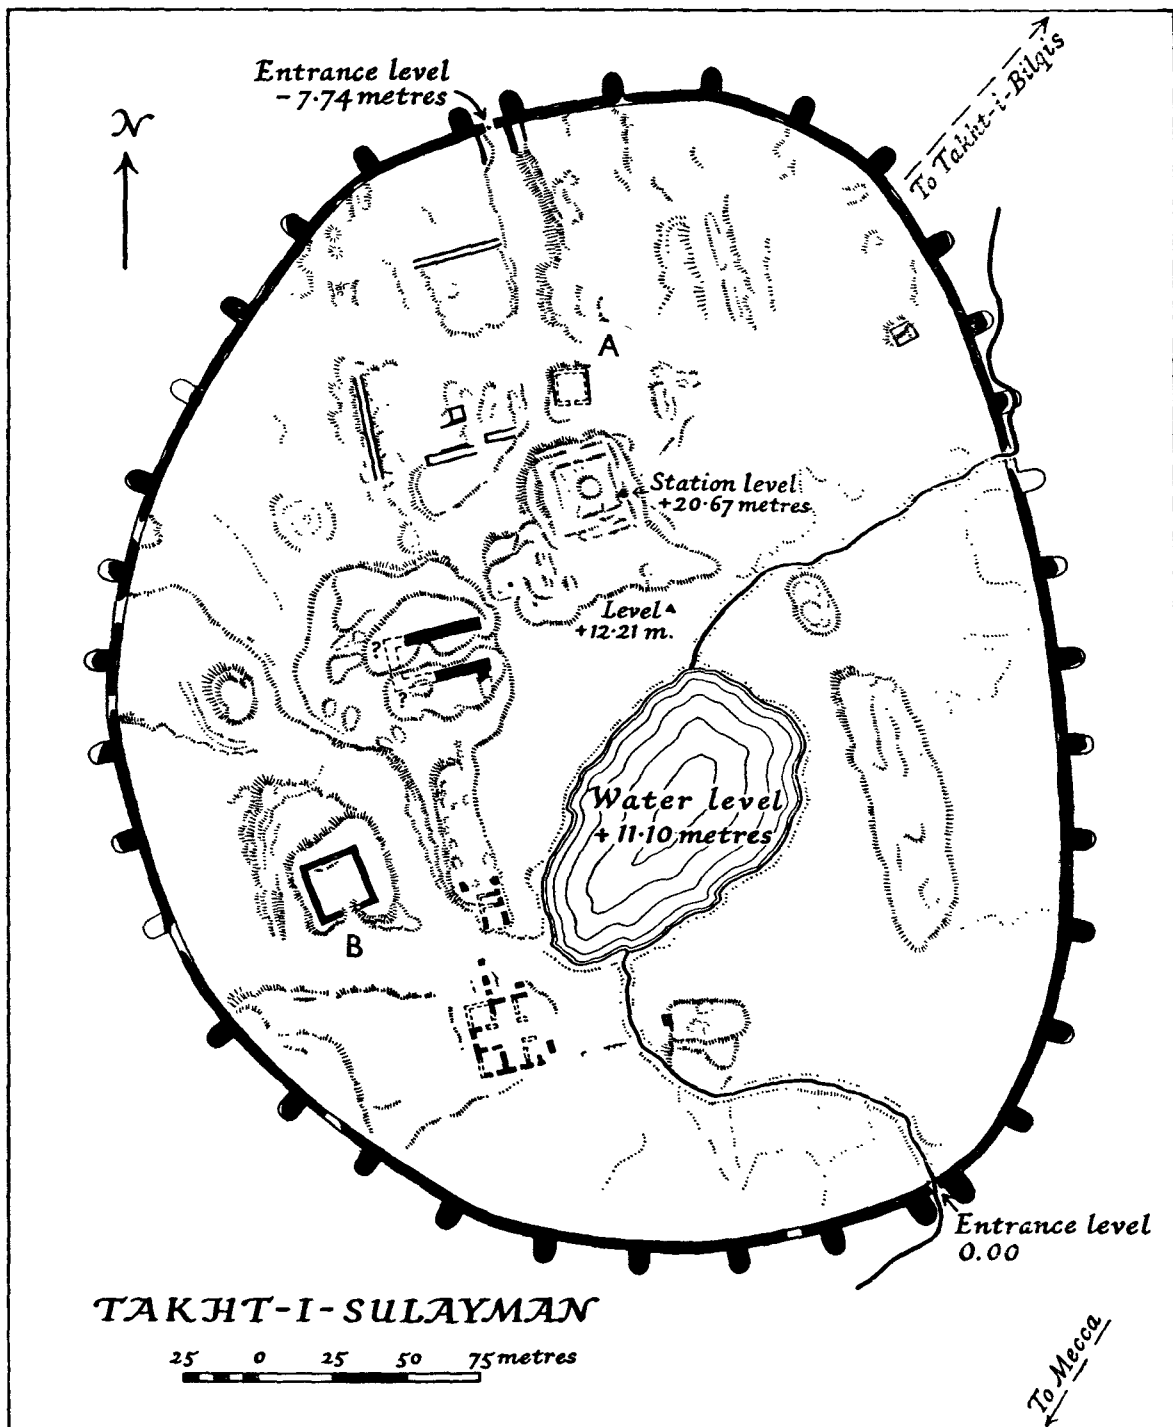 To Takht-i-Bilqis
Entrance level
- 7.74 metres
N
A
Station level
+20.67 metres
Level
+12.21 m.
?
?
Water level
+ 11.10 metres
B
Entrance level
0.00
TAKHT-I-SULAYMAN
25 0 25 50 75 metres
To Mecca